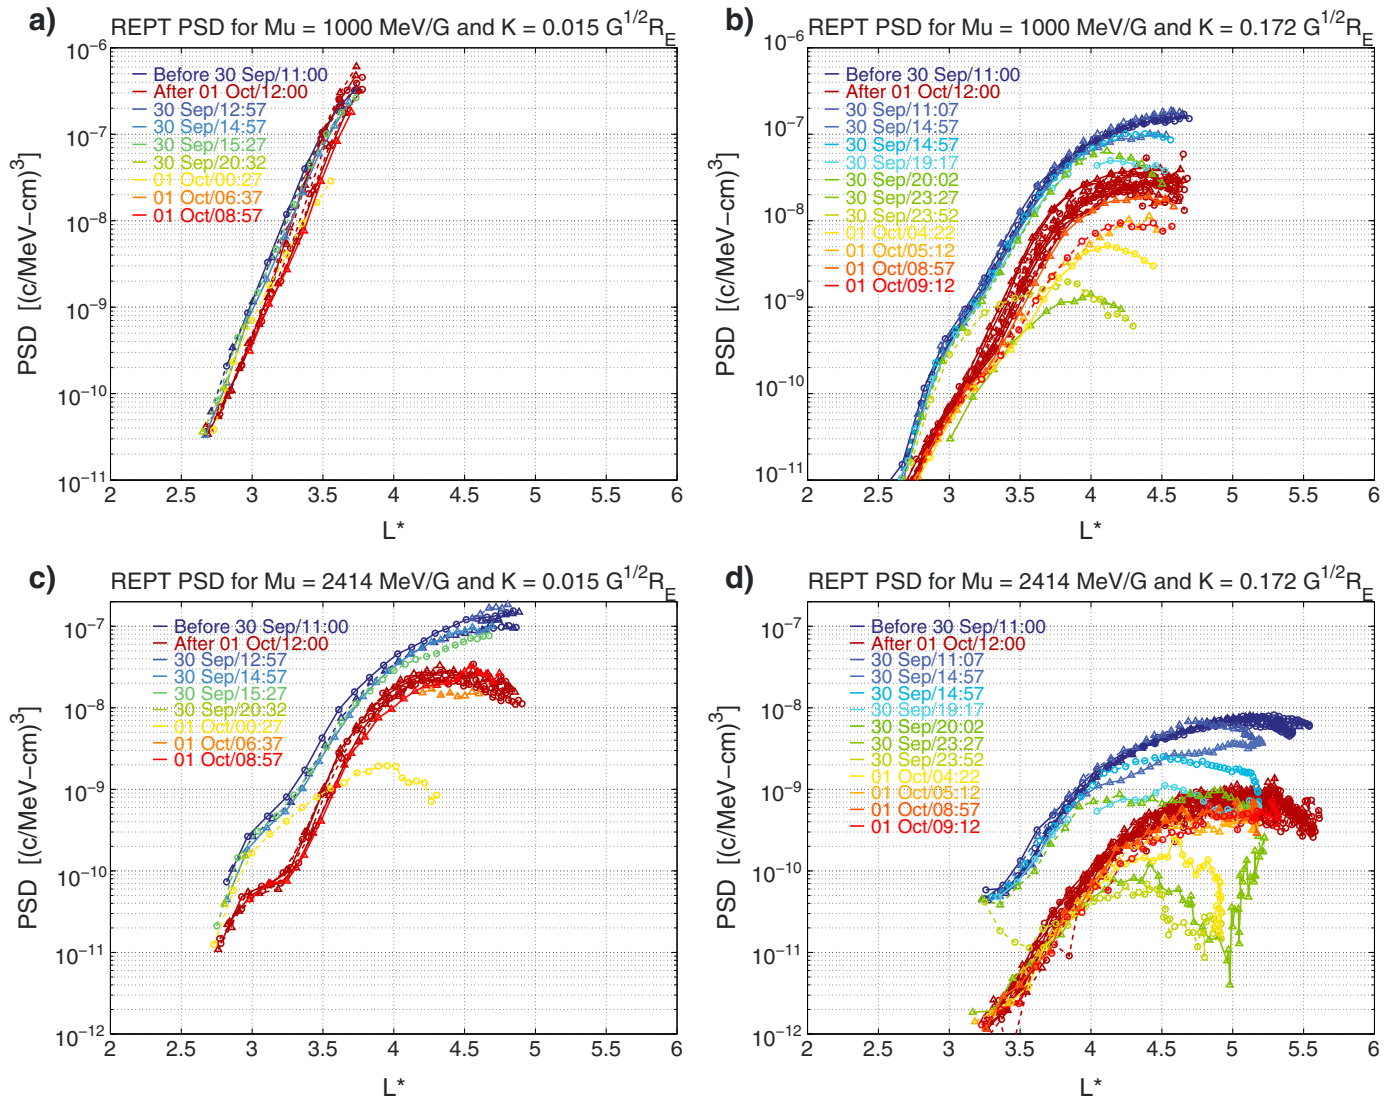 a)
REPT PSD for Mu = 1000 MeV/G and K = 0.015 G^{1/2}R_E
10^{-6}
10^{-7}
10^{-8}
10^{-9}
10^{-10}
10^{-11}
PSD [(c/MeV-cm)^3]
Before 30 Sep/11:00
After 01 Oct/12:00
30 Sep/12:57
30 Sep/14:57
30 Sep/15:27
30 Sep/20:32
01 Oct/00:27
01 Oct/06:37
01 Oct/08:57
2 2.5 3 3.5 4 4.5 5 5.5 6
L*
b)
REPT PSD for Mu = 1000 MeV/G and K = 0.172 G^{1/2}R_E
10^{-6}
10^{-7}
10^{-8}
10^{-9}
10^{-10}
10^{-11}
PSD [(c/MeV-cm)^3]
Before 30 Sep/11:00
After 01 Oct/12:00
30 Sep/11:07
30 Sep/14:57
30 Sep/14:57
30 Sep/19:17
30 Sep/20:02
30 Sep/23:27
30 Sep/23:52
01 Oct/04:22
01 Oct/05:12
01 Oct/08:57
01 Oct/09:12
2 2.5 3 3.5 4 4.5 5 5.5 6
L*
c)
REPT PSD for Mu = 2414 MeV/G and K = 0.015 G^{1/2}R_E
10^{-7}
10^{-8}
10^{-9}
10^{-10}
10^{-11}
10^{-12}
PSD [(c/MeV-cm)^3]
Before 30 Sep/11:00
After 01 Oct/12:00
30 Sep/12:57
30 Sep/14:57
30 Sep/15:27
30 Sep/20:32
01 Oct/00:27
01 Oct/06:37
01 Oct/08:57
2 2.5 3 3.5 4 4.5 5 5.5 6
L*
d)
REPT PSD for Mu = 2414 MeV/G and K = 0.172 G^{1/2}R_E
10^{-7}
10^{-8}
10^{-9}
10^{-10}
10^{-11}
10^{-12}
PSD [(c/MeV-cm)^3]
Before 30 Sep/11:00
After 01 Oct/12:00
30 Sep/11:07
30 Sep/14:57
30 Sep/14:57
30 Sep/19:17
30 Sep/20:02
30 Sep/23:27
30 Sep/23:52
01 Oct/04:22
01 Oct/05:12
01 Oct/08:57
01 Oct/09:12
2 2.5 3 3.5 4 4.5 5 5.5 6
L*